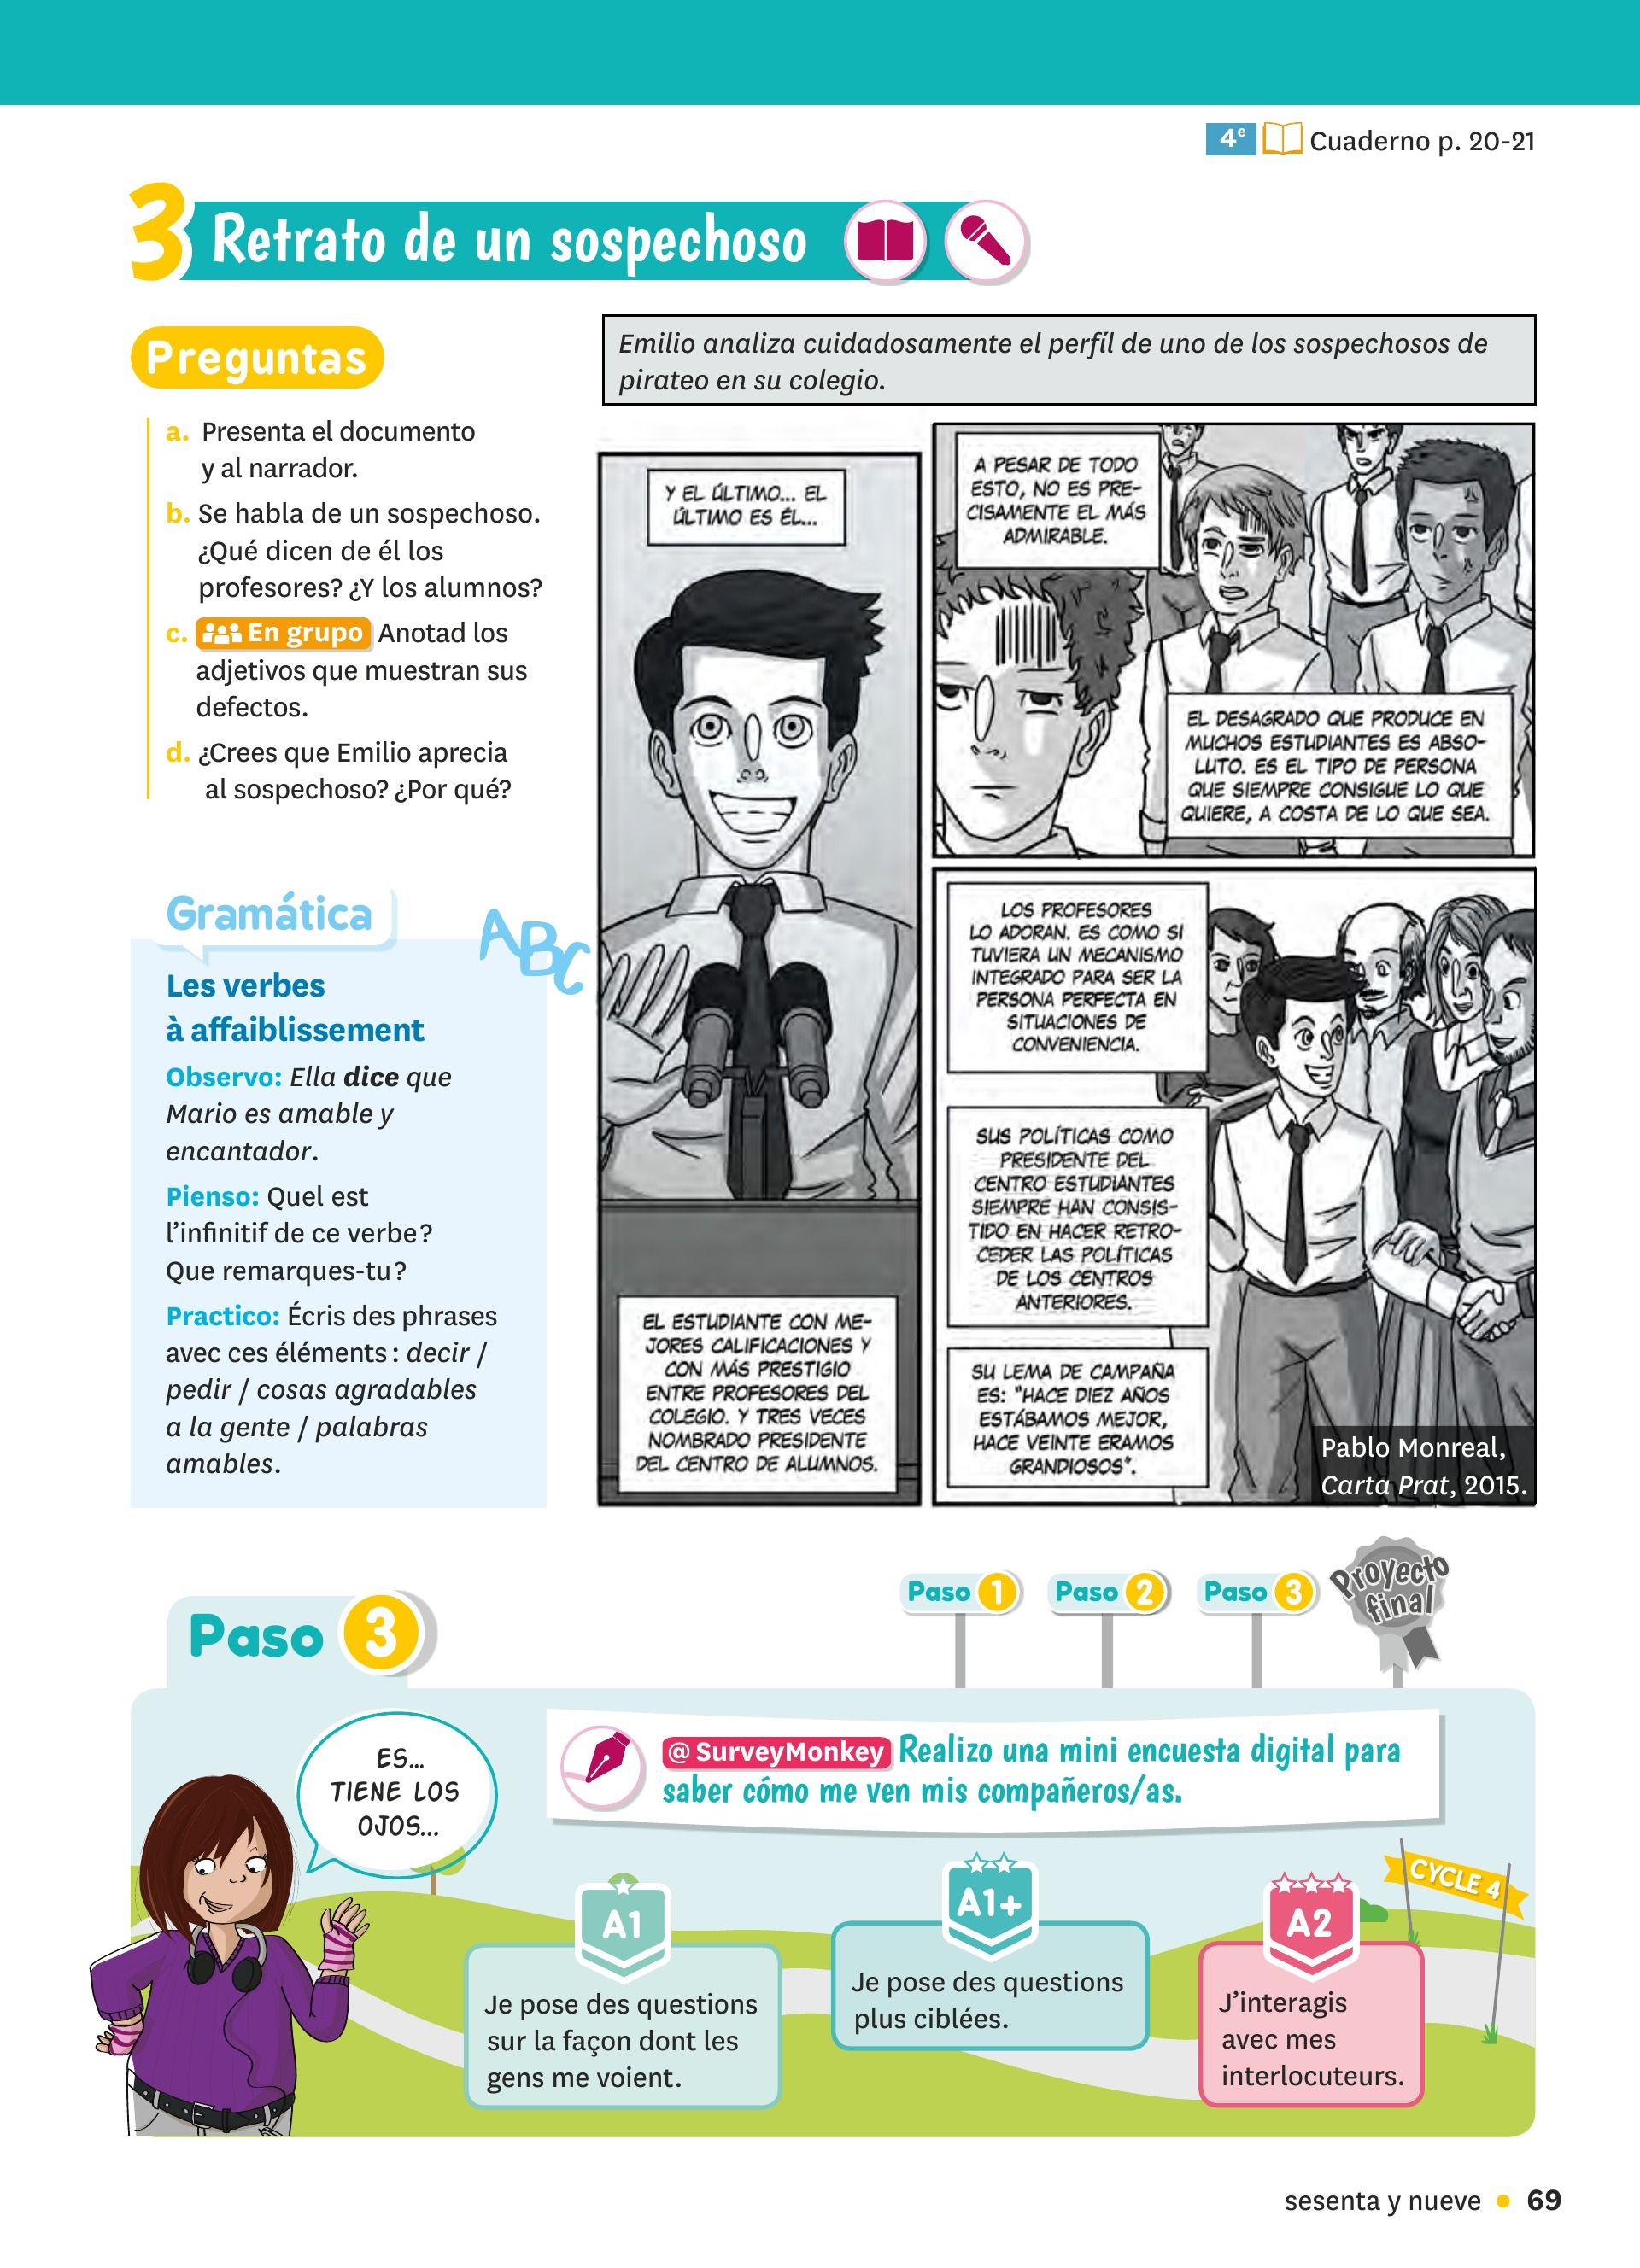 4e Cuaderno p. 20-21
3 Retrato de un sospechoso
Preguntas
a. Presenta el documento
y al narrador.
b. Se habla de un sospechoso.
¿Qué dicen de él los
profesores? ¿Y los alumnos?
c. En grupo Anotad los
adjetivos que muestran sus
defectos.
d. ¿Crees que Emilio aprecia
al sospechoso? ¿Por qué?
Gramática
ABC
Les verbes
à affaiblissement
Observo: Ella dice que
Mario es amable y
encantador.
Pienso: Quel est
l'infinitif de ce verbe?
Que remarques-tu?
Practico: Écris des phrases
avec ces éléments : decir /
pedir / cosas agradables
a la gente / palabras
amables.
Emilio analiza cuidadosamente el perfíl de uno de los sospechosos de
pirateo en su colegio.
Y EL ÚLTIMO... EL
ÚLTIMO ES ÉL...
EL ESTUDIANTE CON ME-
JORES CALIFICACIONES Y
CON MÁS PRESTIGIO
ENTRE PROFESORES DEL
COLEGIO. Y TRES VECES
NOMBRADO PRESIDENTE
DEL CENTRO DE ALUMNOS.
A PESAR DE TODO
ESTO, NO ES PRE-
CISAMENTE EL MÁS
ADMIRABLE.
EL DESAGRADO QUE PRODUCE EN
MUCHOS ESTUDIANTES ES ABSO-
LUTO. ES EL TIPO DE PERSONA
QUE SIEMPRE CONSIGUE LO QUE
QUIERE, A COSTA DE LO QUE SEA.
LOS PROFESORES
LO ADORAN. ES COMO SI
TUVIERA UN MECANISMO
INTEGRADO PARA SER LA
PERSONA PERFECTA EN
SITUACIONES DE
CONVENIENCIA.
SUS POLÍTICAS COMO
PRESIDENTE DEL
CENTRO ESTUDIANTES
SIEMPRE HAN CONSIS-
TIDO EN HACER RETRO-
CEDER LAS POLÍTICAS
DE LOS CENTROS
ANTERIORES.
SU LEMA DE CAMPAÑA
ES: "HACE DIEZ AÑOS
ESTÁBAMOS MEJOR,
HACE VEINTE ERAMOS
GRANDIOSOS".
Pablo Monreal,
Carta Prat, 2015.
Paso 1 Paso 2 Paso 3 Proyecto
final
Paso 3
ES...
TIENE LOS
OJOS...
@ SurveyMonkey Realizo una mini encuesta digital para
saber cómo me ven mis compañeros/as.
A1
Je pose des questions
sur la façon dont les
gens me voient.
A1+
Je pose des questions
plus ciblées.
CYCLE 4
A2
J'interagis
avec mes
interlocuteurs.
sesenta y nueve • 69